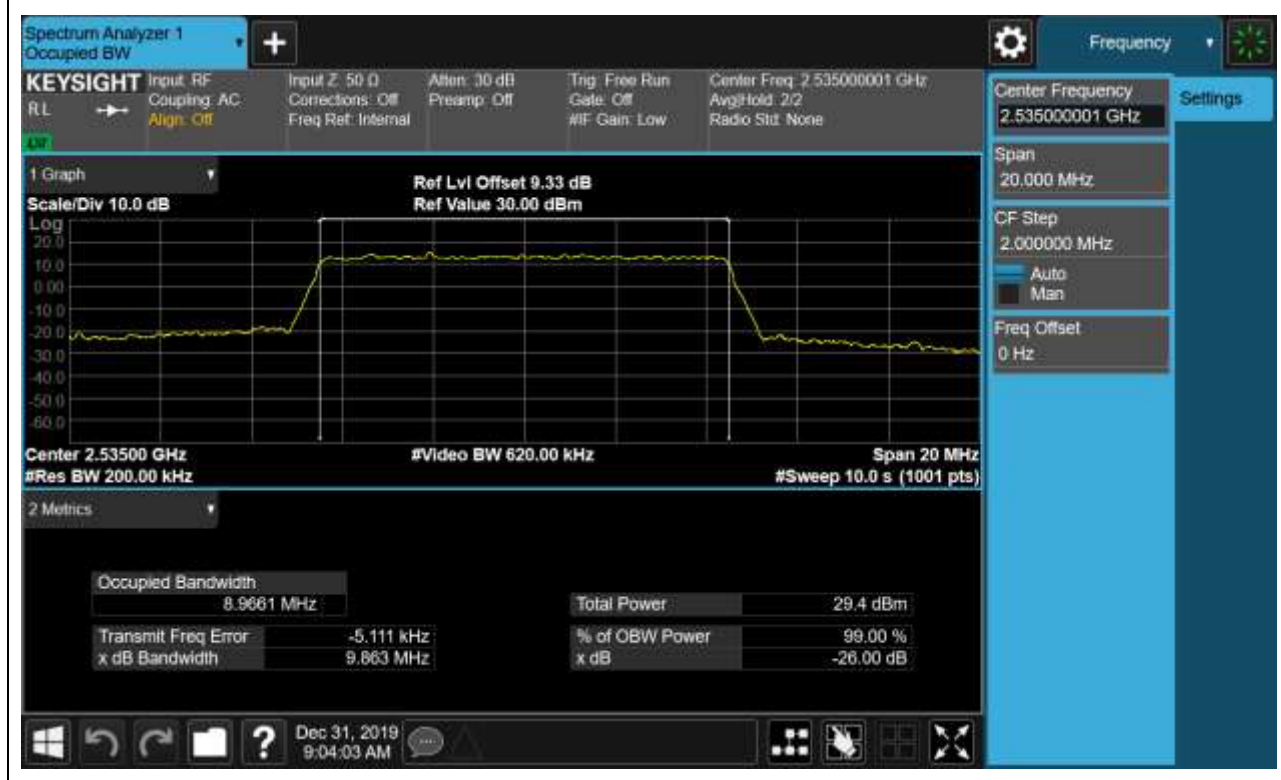 Spectrum Analyzer 1
Occupied BW
Frequency
KEYSIGHT
RL
Input: RF
Coupling: AC
Align: Off
Input Z: 50 Ω
Corrections: Off
Freq Ref: Internal
Atten: 30 dB
Preamp: Off
Trig: Free Run
Gate: Off
#IF Gain: Low
Center Freq: 2.535000001 GHz
Avg|Hold: 2/2
Radio Std: None
Center Frequency
2.535000001 GHz
Settings
Span
20.000 MHz
CF Step
2.000000 MHz
Auto
Man
Freq Offset
0 Hz
1 Graph
Scale/Div 10.0 dB
Ref Lvl Offset 9.33 dB
Ref Value 30.00 dBm
Log
20.0
10.0
0.00
-10.0
-20.0
-30.0
-40.0
-50.0
-60.0
Center 2.53500 GHz
#Video BW 620.00 kHz
Span 20 MHz
#Res BW 200.00 kHz
#Sweep 10.0 s (1001 pts)
2 Metrics
Occupied Bandwidth
8.9661 MHz
Total Power 29.4 dBm
Transmit Freq Error -5.111 kHz
% of OBW Power 99.00 %
x dB Bandwidth 9.863 MHz
x dB -26.00 dB
?
Dec 31, 2019
9:04:03 AM